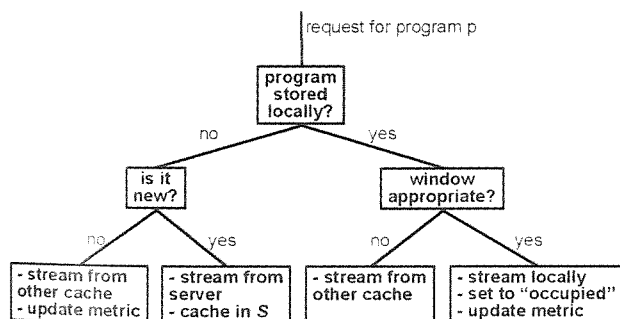 request for program p
program
stored
locally?
no
yes
is it
new?
window
appropriate?
no
yes
no
yes
- stream from
other cache
- update metric
- stream from
server
- cache in S
- stream from
other cache
- stream locally
- set to “occupied”
- update metric